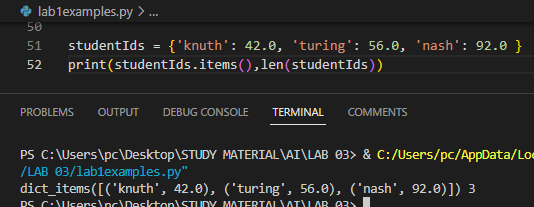 lab1examples.py > ...
50
51 studentIds = {'knuth': 42.0, 'turing': 56.0, 'nash': 92.0 }
52 print(studentIds.items(),len(studentIds))
PROBLEMS OUTPUT DEBUG CONSOLE TERMINAL COMMENTS
PS C:\Users\pc\Desktop\STUDY MATERIAL\AI\LAB 03> & C:/Users/pc/AppData/Loc
/LAB 03/lab1examples.py"
dict_items([('knuth', 42.0), ('turing', 56.0), ('nash', 92.0)]) 3
PS C:\Users\pc\Desktop\STUDY MATERIAL\AI\LAB 03>